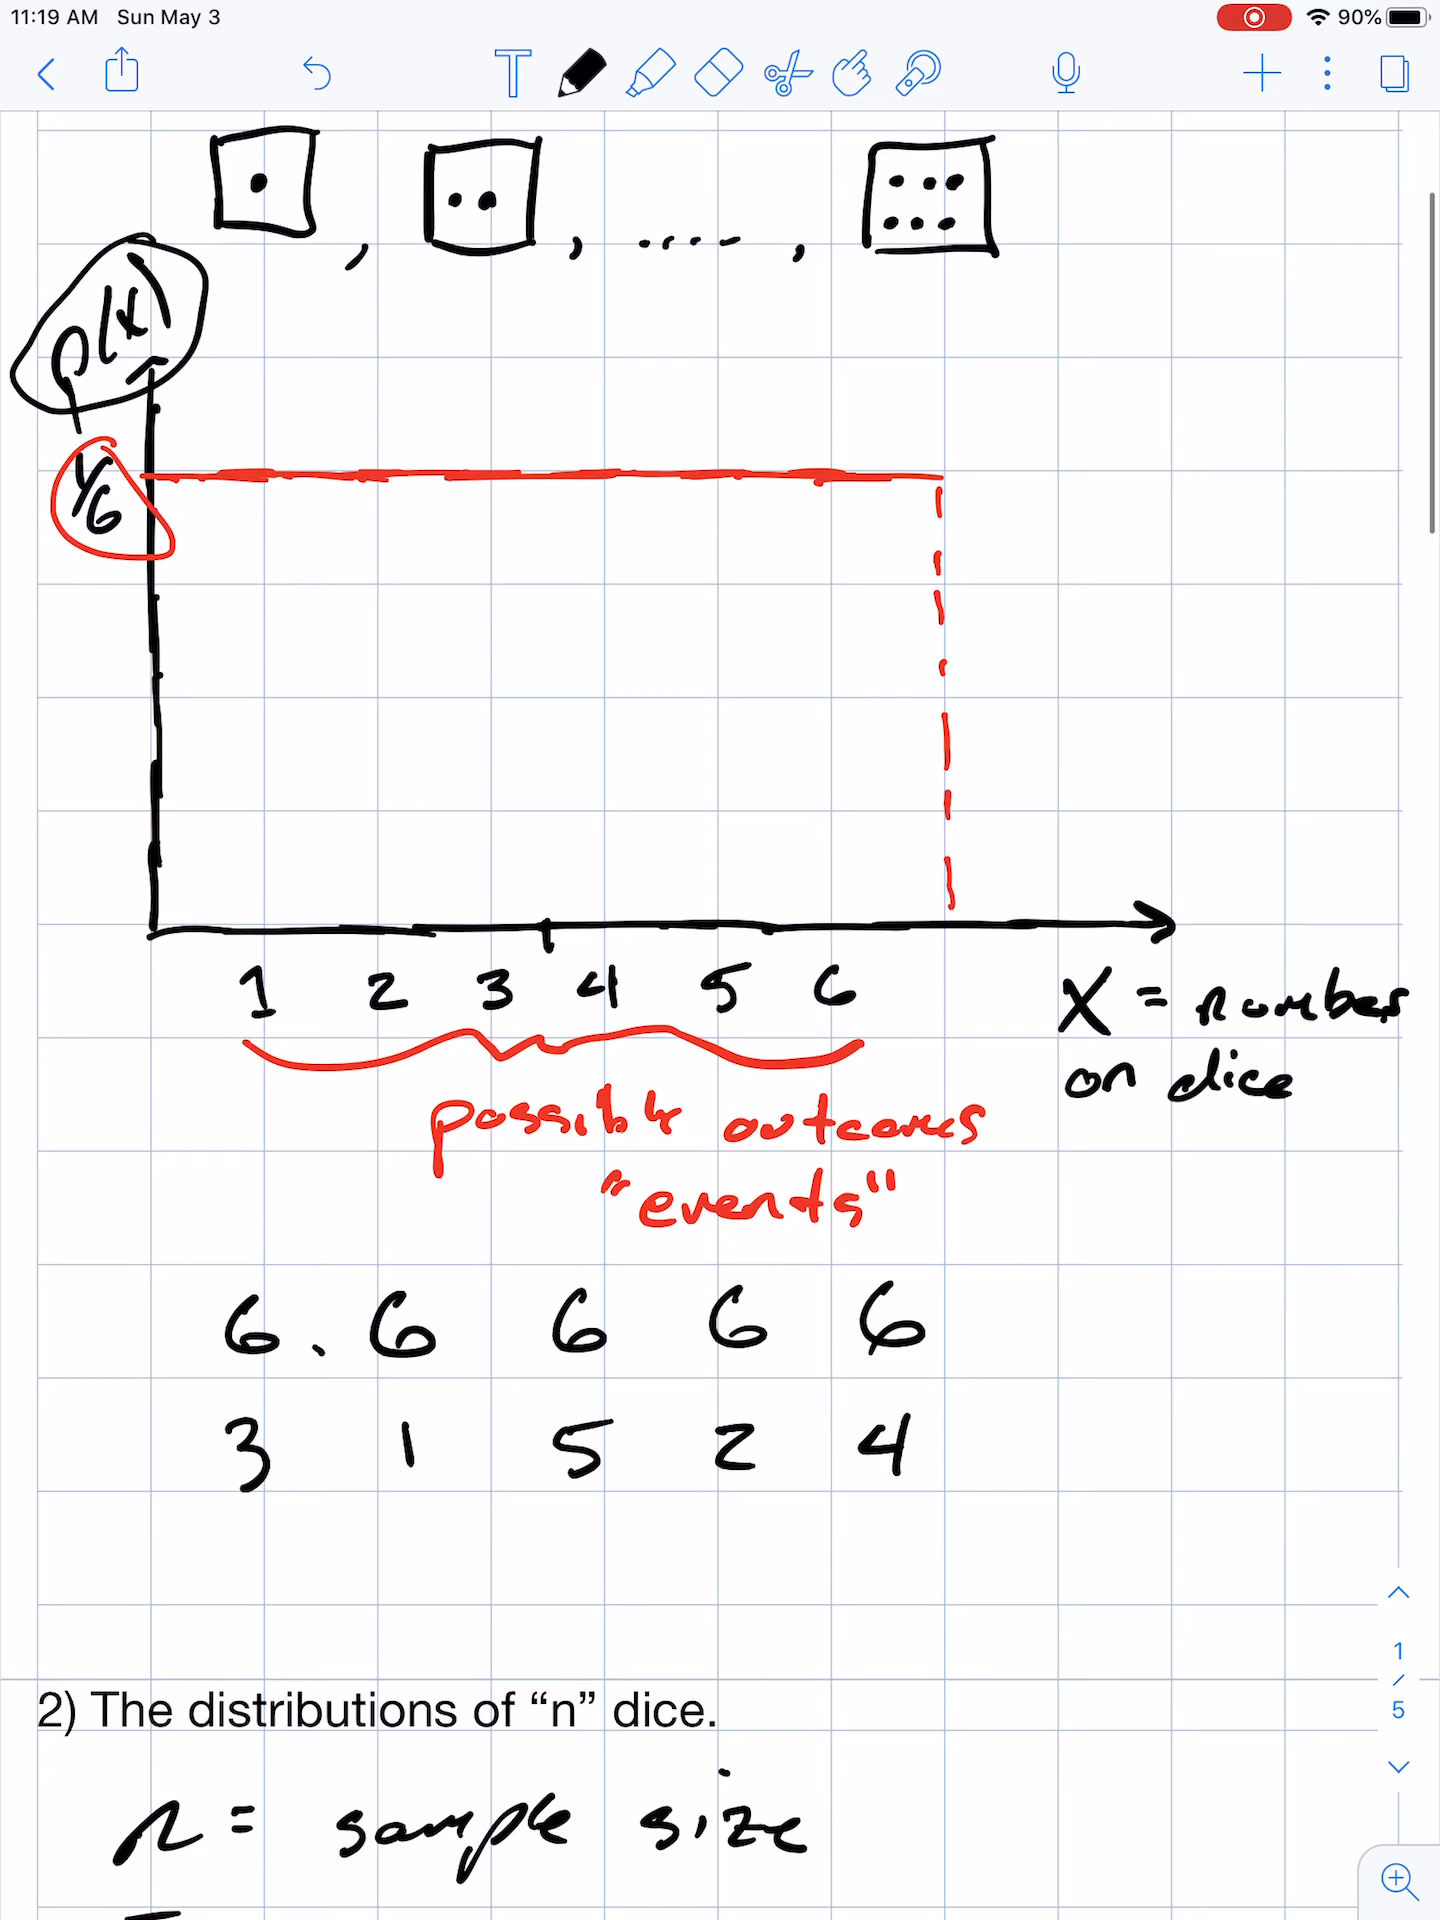 11:19 AM Sun May 3
90%
, , .... ,
p(x)
1/6
1 2 3 4 5 6
X = number
on dice
possible outcomes
"events"
6 . 6 6 6 6
3 1 5 2 4
1
/
5
2) The distributions of “n” dice.
n = sample size